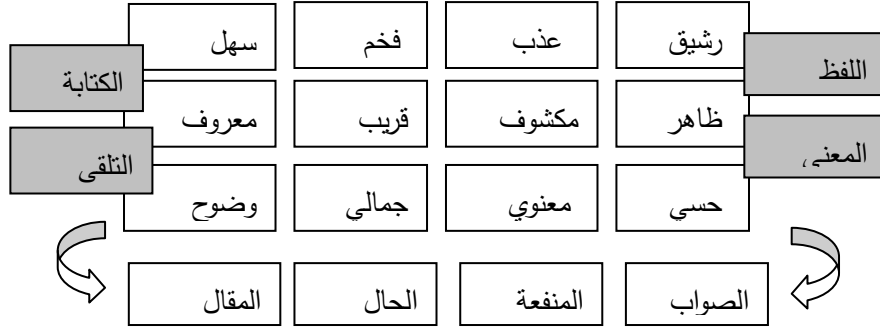 رشيق
عذب
فخم
سهل
اللفظ
الكتابة
ظاهر
مكشوف
قريب
معروف
المعنى
التلقى
حسي
معنوي
جمالي
وضوح
الصواب
المنفعة
الحال
المقال